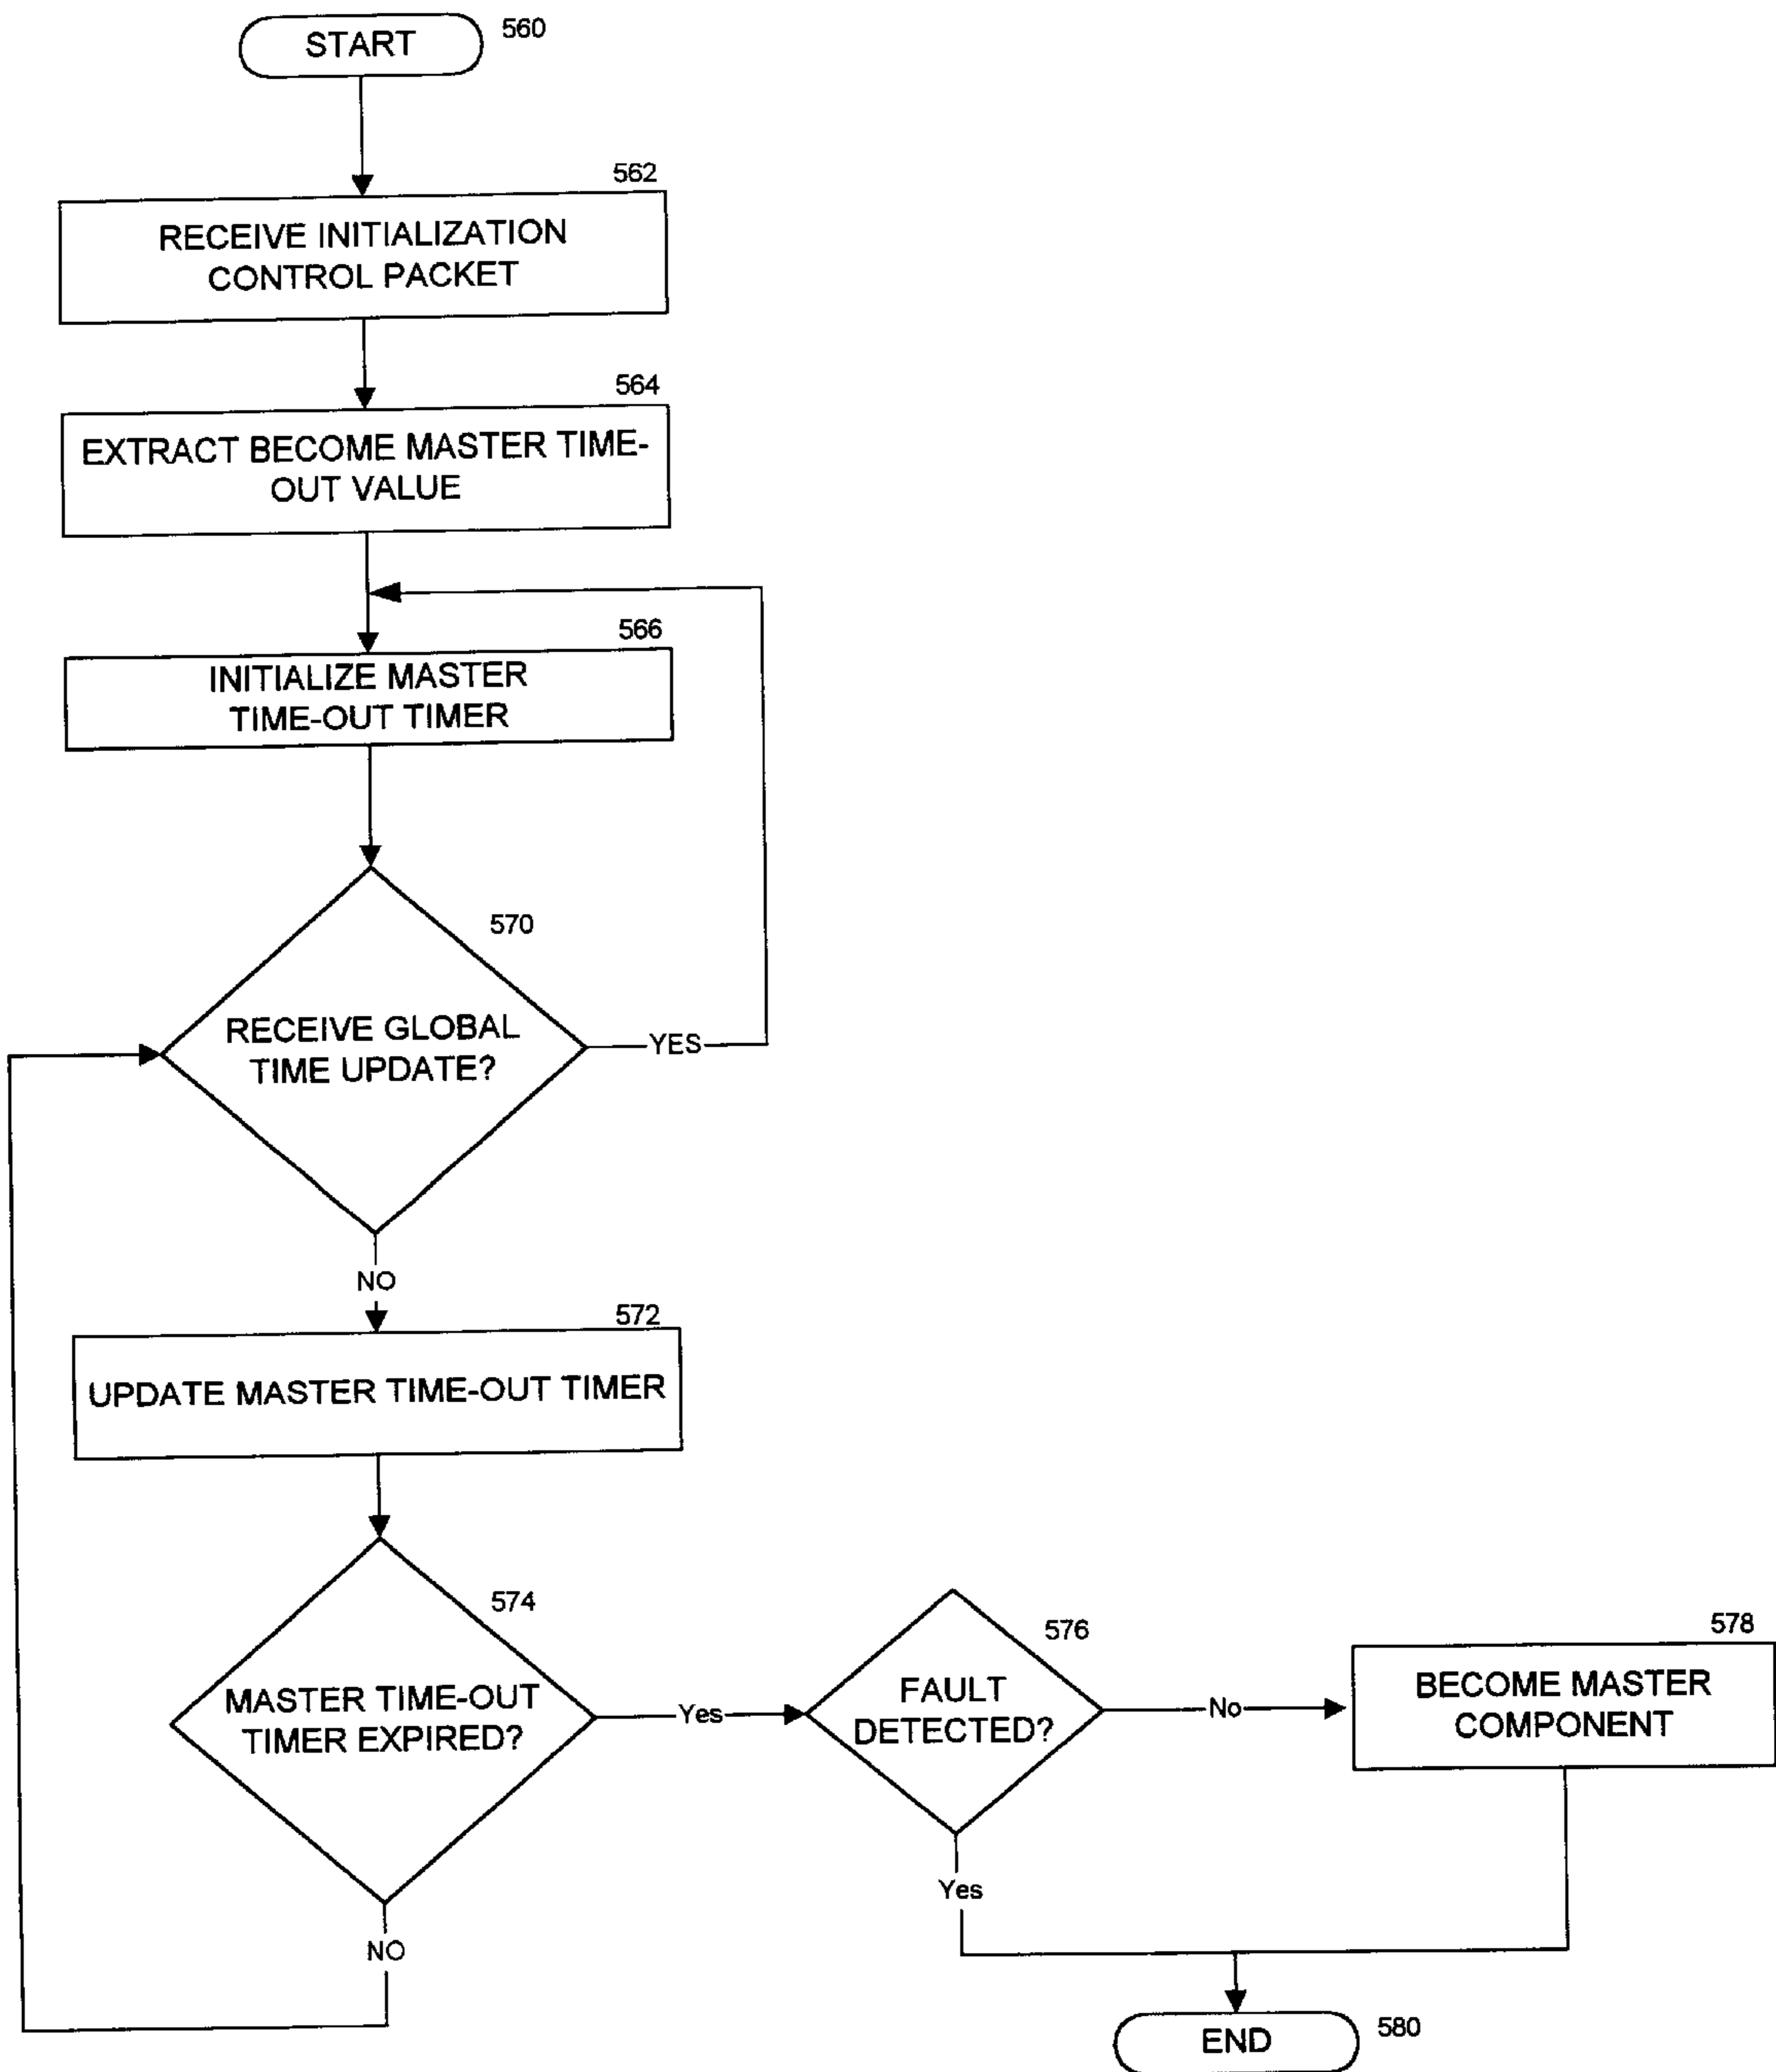 START
560
562
RECEIVE INITIALIZATION
CONTROL PACKET
564
EXTRACT BECOME MASTER TIME-
OUT VALUE
566
INITIALIZE MASTER
TIME-OUT TIMER
570
RECEIVE GLOBAL
TIME UPDATE?
YES
NO
572
UPDATE MASTER TIME-OUT TIMER
574
MASTER TIME-OUT
TIMER EXPIRED?
Yes
NO
576
FAULT
DETECTED?
No
Yes
578
BECOME MASTER
COMPONENT
END
580